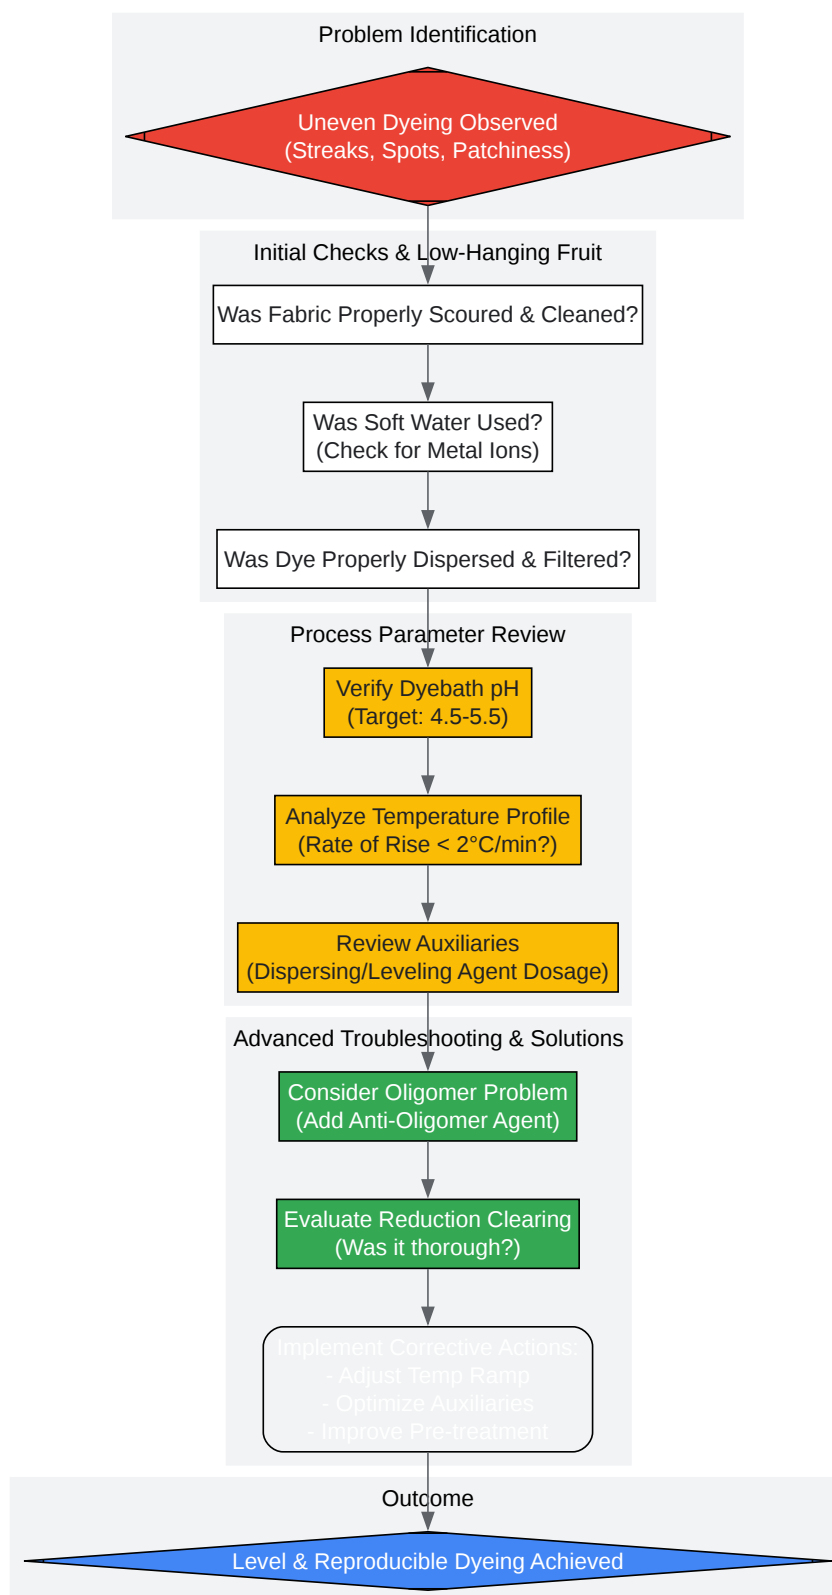 Problem Identification
Uneven Dyeing Observed
(Streaks, Spots, Patchiness)
Initial Checks & Low-Hanging Fruit
Was Fabric Properly Scoured & Cleaned?
Was Soft Water Used?
(Check for Metal Ions)
Was Dye Properly Dispersed & Filtered?
Process Parameter Review
Verify Dyebath pH
(Target: 4.5-5.5)
Analyze Temperature Profile
(Rate of Rise < 2°C/min?)
Review Auxiliaries
(Dispersing/Leveling Agent Dosage)
Advanced Troubleshooting & Solutions
Consider Oligomer Problem
(Add Anti-Oligomer Agent)
Evaluate Reduction Clearing
(Was it thorough?)
Implement Corrective Actions:
- Adjust Temp Ramp
- Optimize Auxiliaries
- Improve Pre-treatment
Outcome
Level & Reproducible Dyeing Achieved